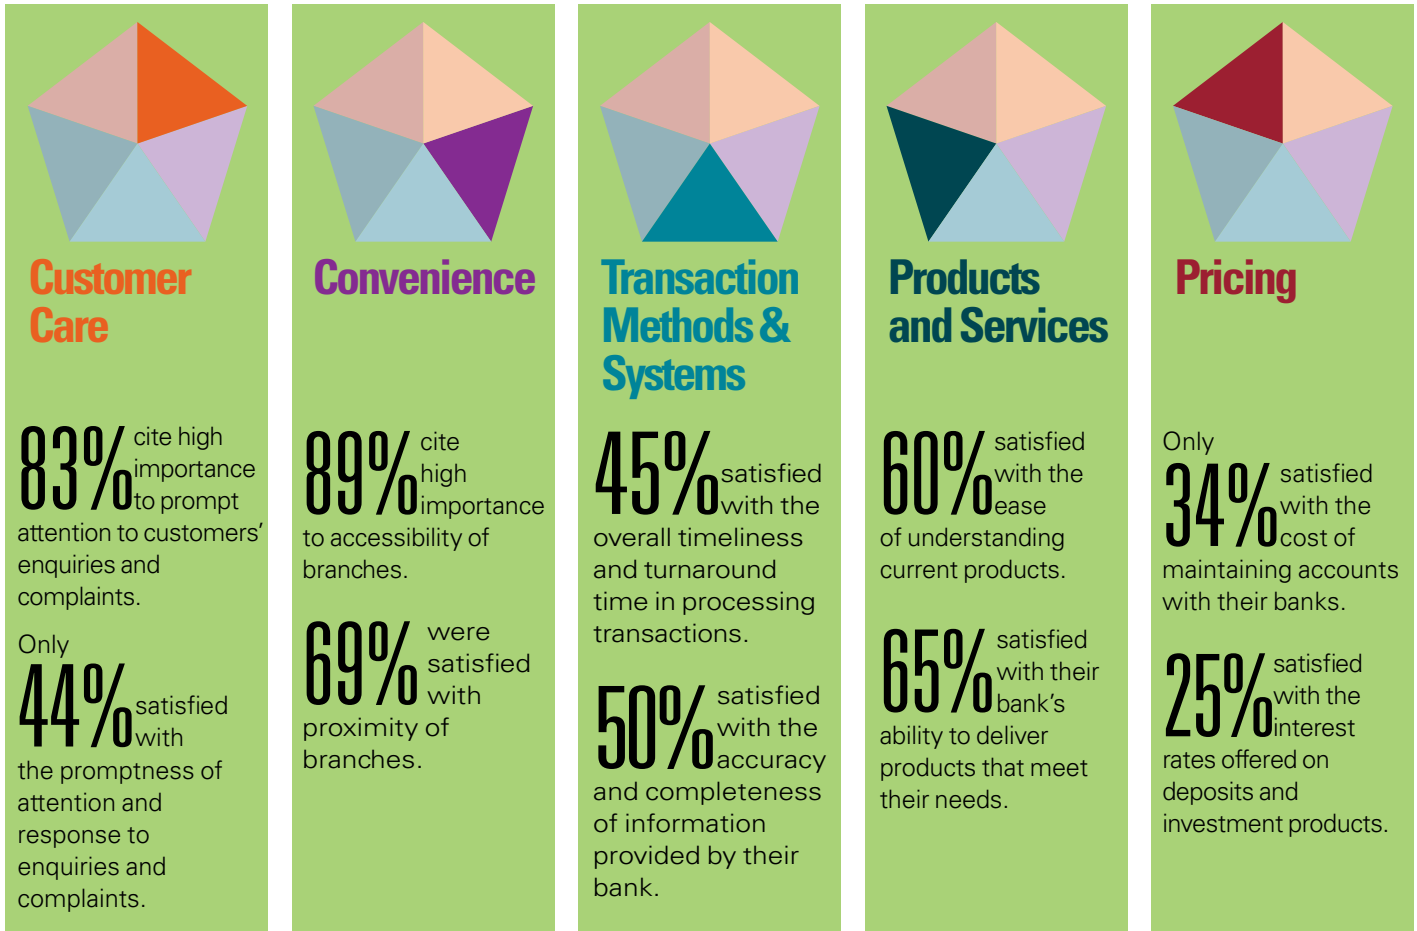 Customer
Care
83% cite high
importance
to prompt
attention to customers’
enquiries and
complaints.
Only
44% satisfied
with
the promptness of
attention and
response to
enquiries and
complaints.
Convenience
89% cite
high
importance
to accessibility of
branches.
69% were
satisfied
with
proximity of
branches.
Transaction
Methods &
Systems
45% satisfied
with the
overall timeliness
and turnaround
time in processing
transactions.
50% satisfied
with the
accuracy
and completeness
of information
provided by their
bank.
Products
and Services
60% satisfied
with the
ease
of understanding
current products.
65% satisfied
with their
bank’s
ability to deliver
products that meet
their needs.
Pricing
Only
34% satisfied
with the
cost of
maintaining accounts
with their banks.
25% satisfied
with the
interest
rates offered on
deposits and
investment products.